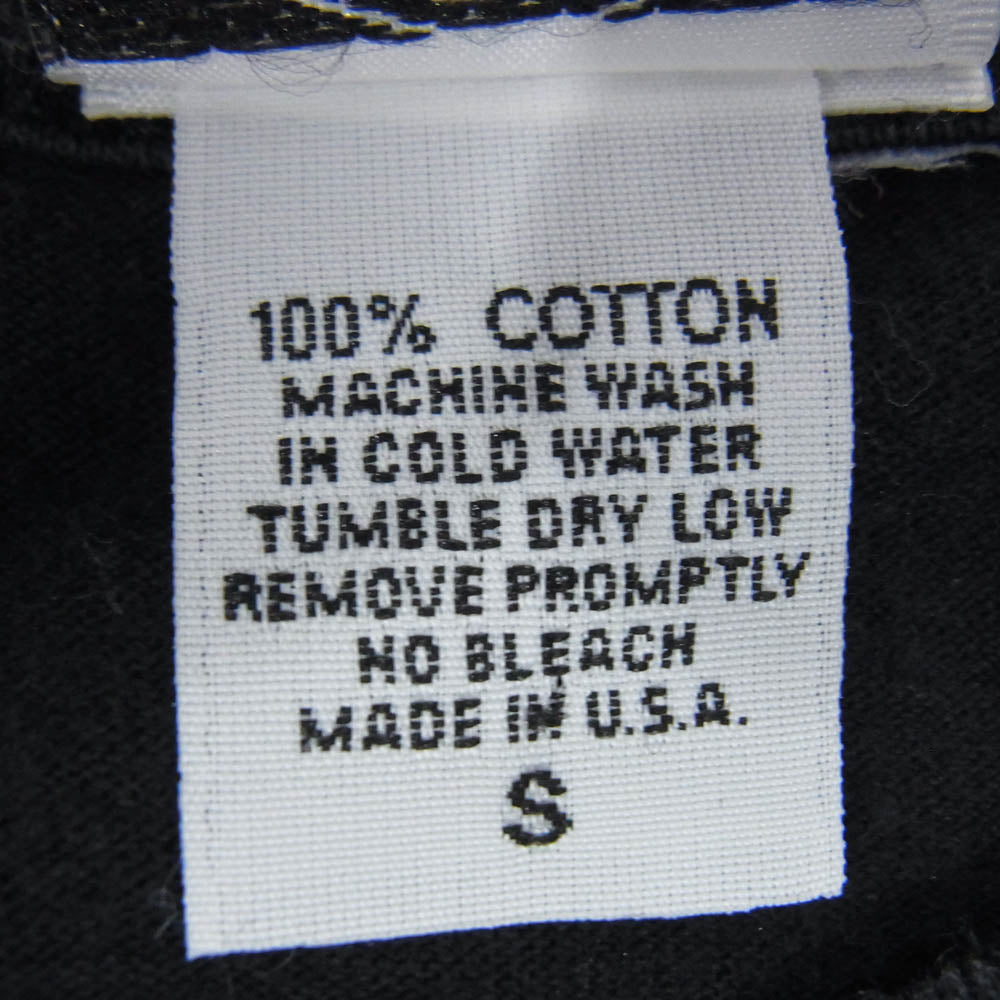 100% COTTON
MACHINE WASH
IN COLD WATER
TUMBLE DRY LOW
REMOVE PROMPTLY
NO BLEACH
MADE IN U.S.A.
S